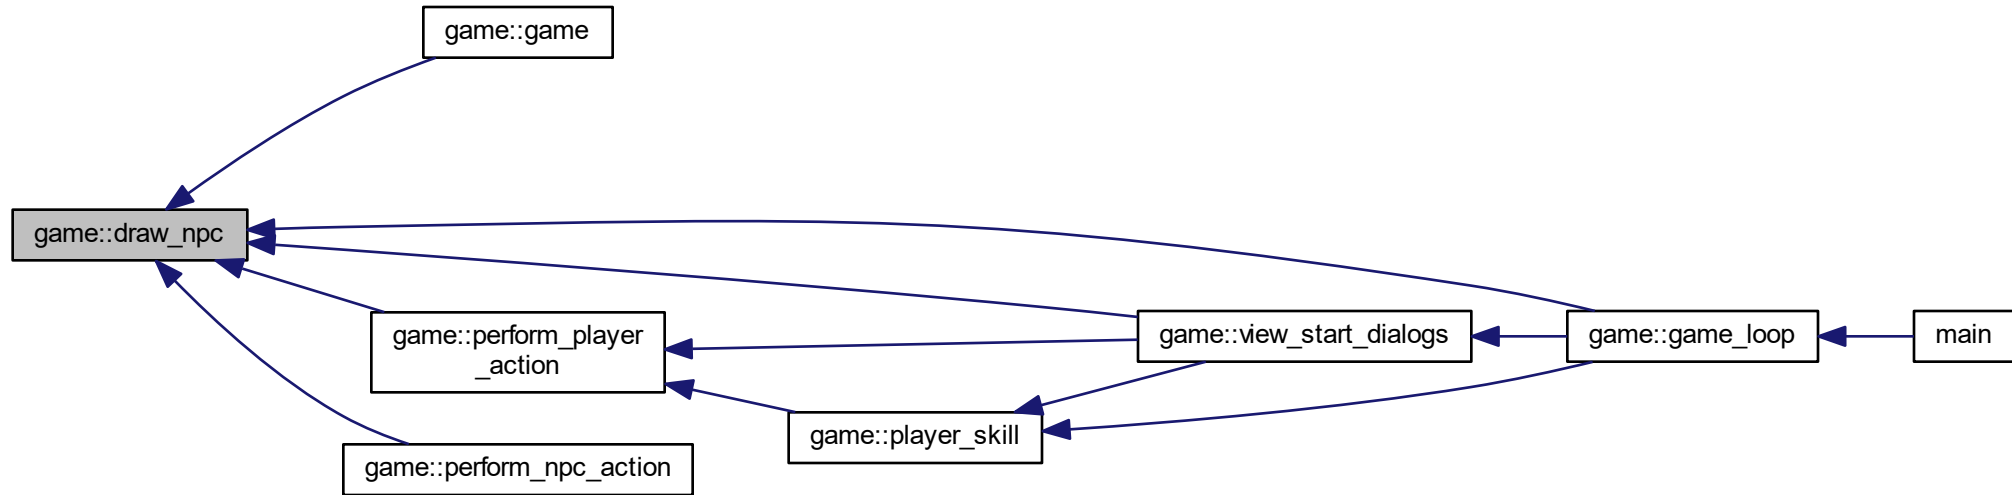 game::game
game::draw_npc
game::perform_player
_action
game::view_start_dialogs
game::game_loop
main
game::player_skill
game::perform_npc_action